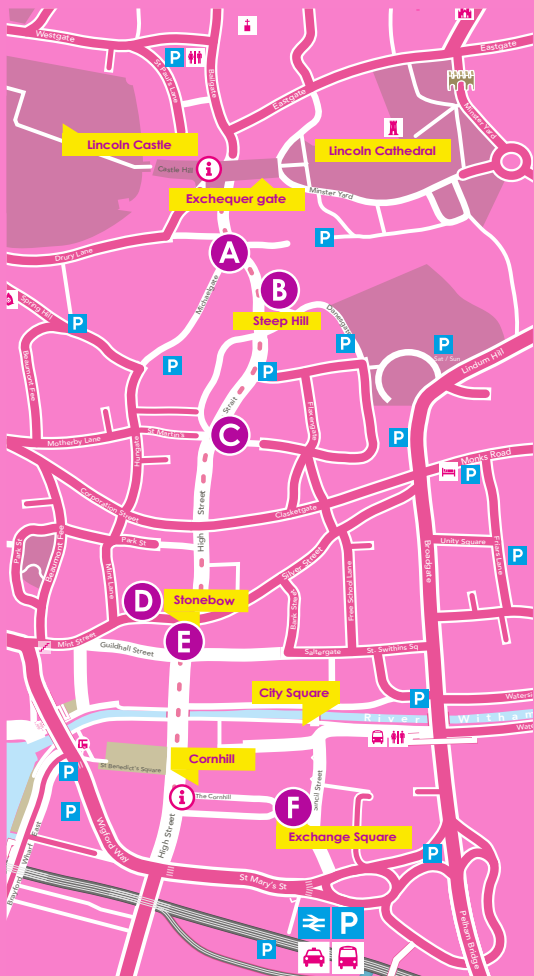 Westgate
P
St Paul's Lane
Bailgate
Eastgate
Eastgate
Minster Yard
Lincoln Castle
Lincoln Cathedral
Castle Hill
i
Exchequer gate
Minster Yard
P
A
Drury Lane
Michaelgate
B
Steep Hill
Danesgate
Spring Hill
P
P
P
Sat / Sun
Lindum Hill
P
P
Beaumont Fee
Strait
Flaxengate
Motherby Lane
Hungate
St Martin's
C
P
Monks Road
P
Corporation Street
High Street
Clasketgate
Park St
Park St
Beaumont Fee
Mint Lane
Silver Street
Free School Lane
Bank Street
Broadgate
Unity Square
Friars Lane
P
D
Stonebow
E
Mint Street
Guildhall Street
Saltergate
St. Swithins Sq
City Square
P
Waters
River Witham
Wat
Cornhill
St Benedict's Square
P
P
i
The Cornhill
F
Exchange Square
High Street
Wigford Way
Brayford Wharf East
St Mary's St
P
P
P
Pelham Bridge